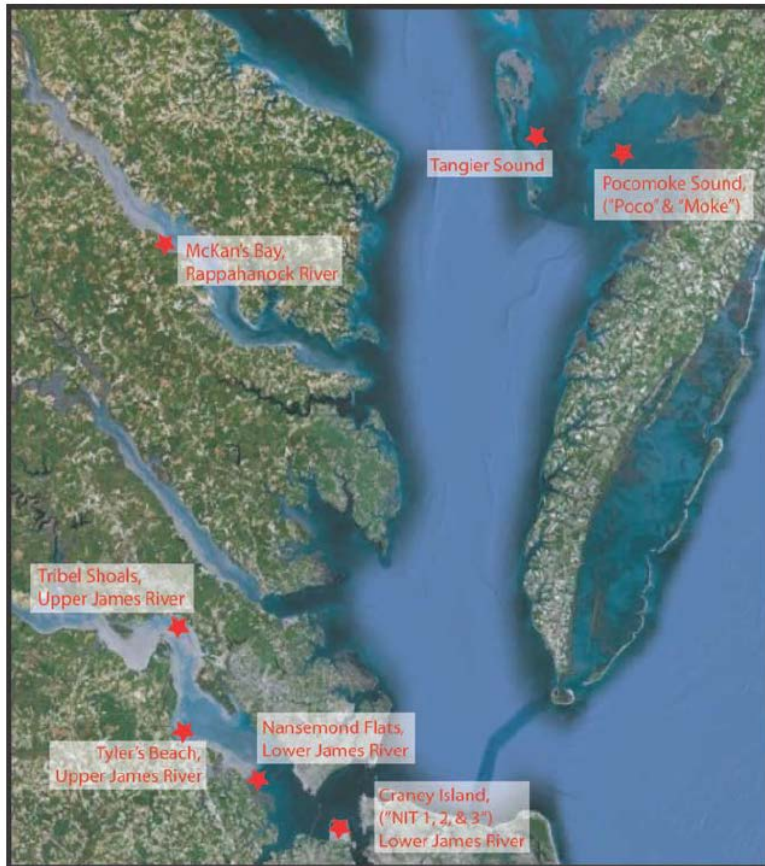 Tangier Sound
Pocomoke Sound,
("Poco" & "Moke")
McKan's Bay,
Rappahanock River
Tribel Shoals,
Upper James River
Nansemond Flats,
Lower James River
Tyler's Beach,
Upper James River
Craney Island,
("NIT 1, 2, & 3")
Lower James River